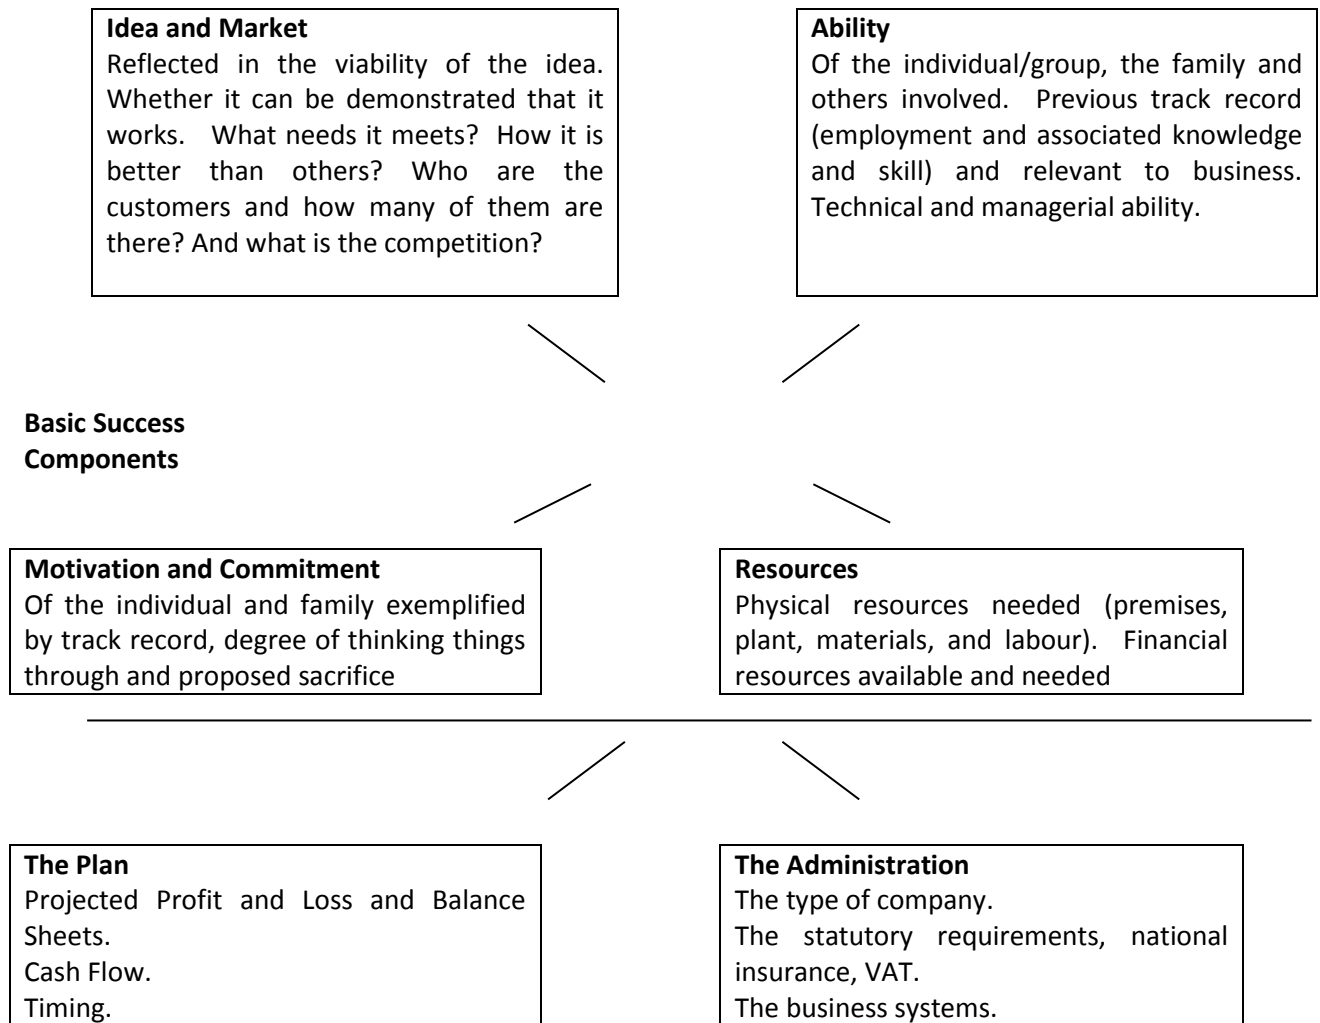 Idea and Market
Reflected in the viability of the idea.
Whether it can be demonstrated that it
works. What needs it meets? How it is
better than others? Who are the
customers and how many of them are
there? And what is the competition?
Ability
Of the individual/group, the family and
others involved. Previous track record
(employment and associated knowledge
and skill) and relevant to business.
Technical and managerial ability.
Basic Success
Components
Motivation and Commitment
Of the individual and family exemplified
by track record, degree of thinking things
through and proposed sacrifice
Resources
Physical resources needed (premises,
plant, materials, and labour). Financial
resources available and needed
The Plan
Projected Profit and Loss and Balance
Sheets.
Cash Flow.
Timing.
The Administration
The type of company.
The statutory requirements, national
insurance, VAT.
The business systems.